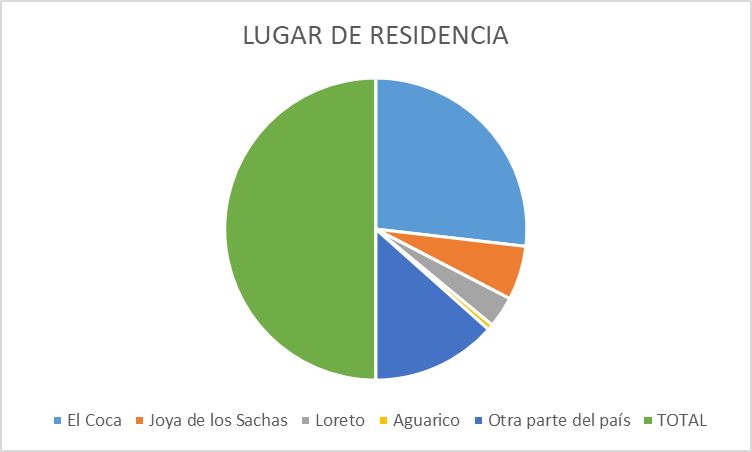 LUGAR DE RESIDENCIA
El Coca Joya de los Sachas Loreto Aguarico Otra parte del país TOTAL